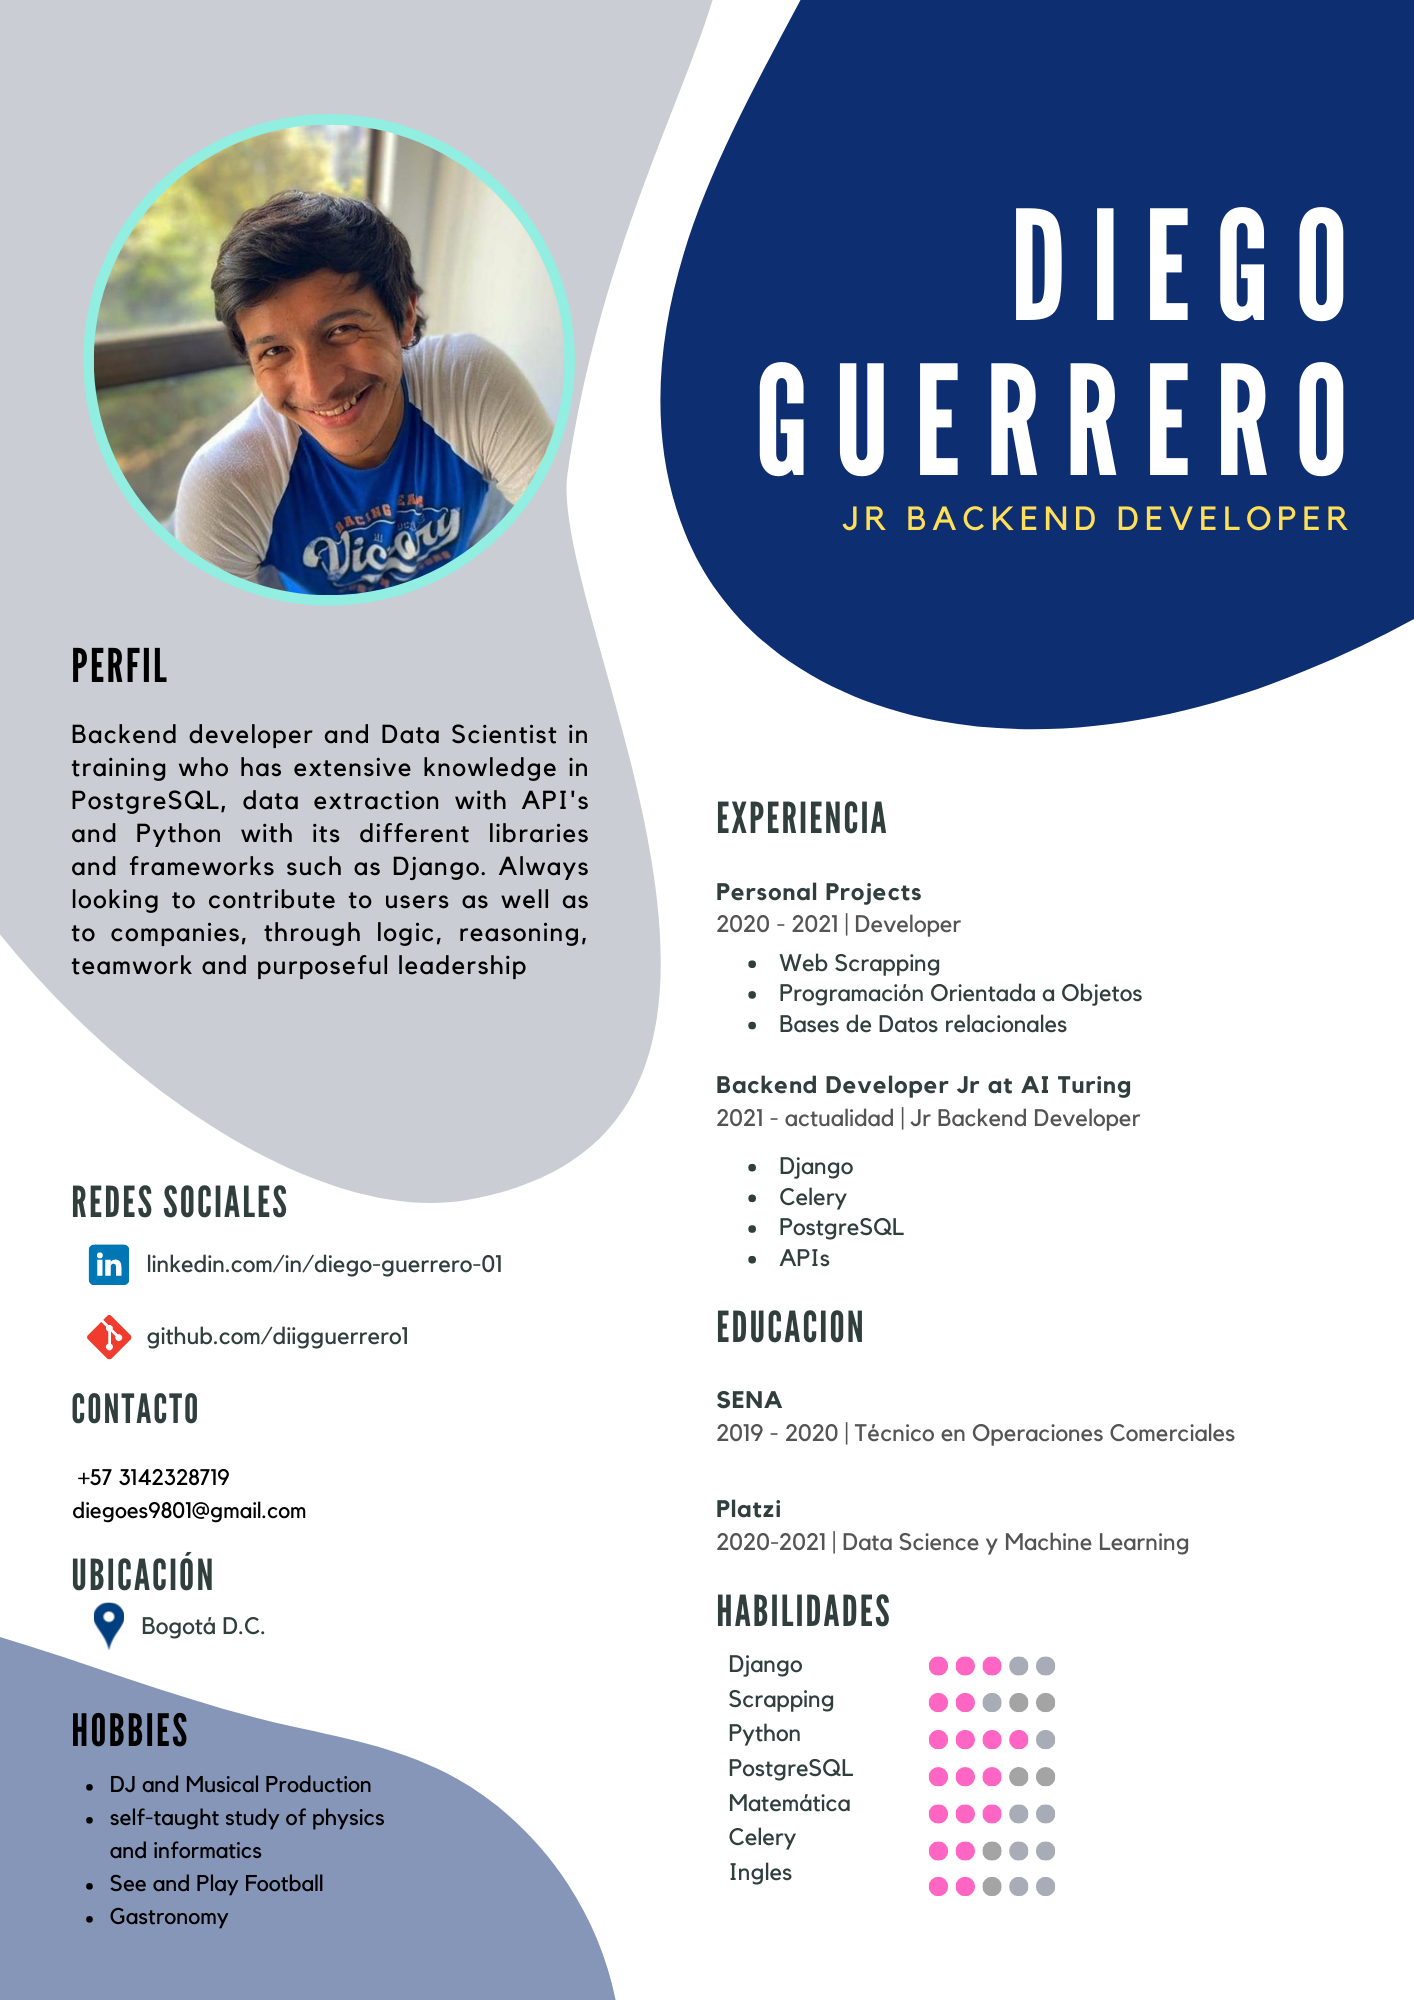 DIEGO
GUERRERO
JR BACKEND DEVELOPER
RACING
Victory
PERFIL
Backend developer and Data Scientist in
training who has extensive knowledge in
PostgreSQL, data extraction with API's
and Python with its different libraries
and frameworks such as Django. Always
looking to contribute to users as well as
to companies, through logic, reasoning,
teamwork and purposeful leadership
REDES SOCIALES
in linkedin.com/in/diego-guerrero-01
github.com/diigguerrero1
CONTACTO
+57 3142328719
diegoes9801@gmail.com
UBICACIÓN
Bogotá D.C.
HOBBIES
• DJ and Musical Production
• self-taught study of physics
and informatics
• See and Play Football
• Gastronomy
EXPERIENCIA
Personal Projects
2020 - 2021 | Developer
• Web Scrapping
• Programación Orientada a Objetos
• Bases de Datos relacionales
Backend Developer Jr at AI Turing
2021 - actualidad | Jr Backend Developer
• Django
• Celery
• PostgreSQL
• APIs
EDUCACION
SENA
2019 - 2020 | Técnico en Operaciones Comerciales
Platzi
2020-2021 | Data Science y Machine Learning
HABILIDADES
Django
Scrapping
Python
PostgreSQL
Matemática
Celery
Ingles